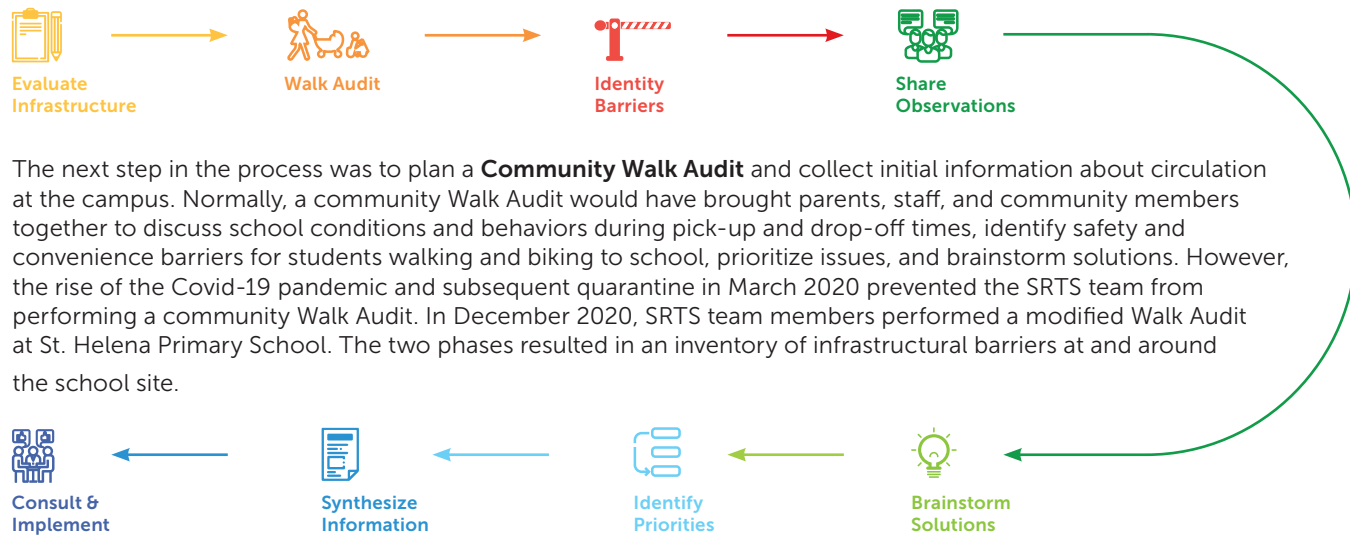 Evaluate
Infrastructure
Walk Audit
Identity
Barriers
Share
Observations
The next step in the process was to plan a Community Walk Audit and collect initial information about circulation
at the campus. Normally, a community Walk Audit would have brought parents, staff, and community members
together to discuss school conditions and behaviors during pick-up and drop-off times, identify safety and
convenience barriers for students walking and biking to school, prioritize issues, and brainstorm solutions. However,
the rise of the Covid-19 pandemic and subsequent quarantine in March 2020 prevented the SRTS team from
performing a community Walk Audit. In December 2020, SRTS team members performed a modified Walk Audit
at St. Helena Primary School. The two phases resulted in an inventory of infrastructural barriers at and around
the school site.
Consult &
Implement
Synthesize
Information
Identify
Priorities
Brainstorm
Solutions